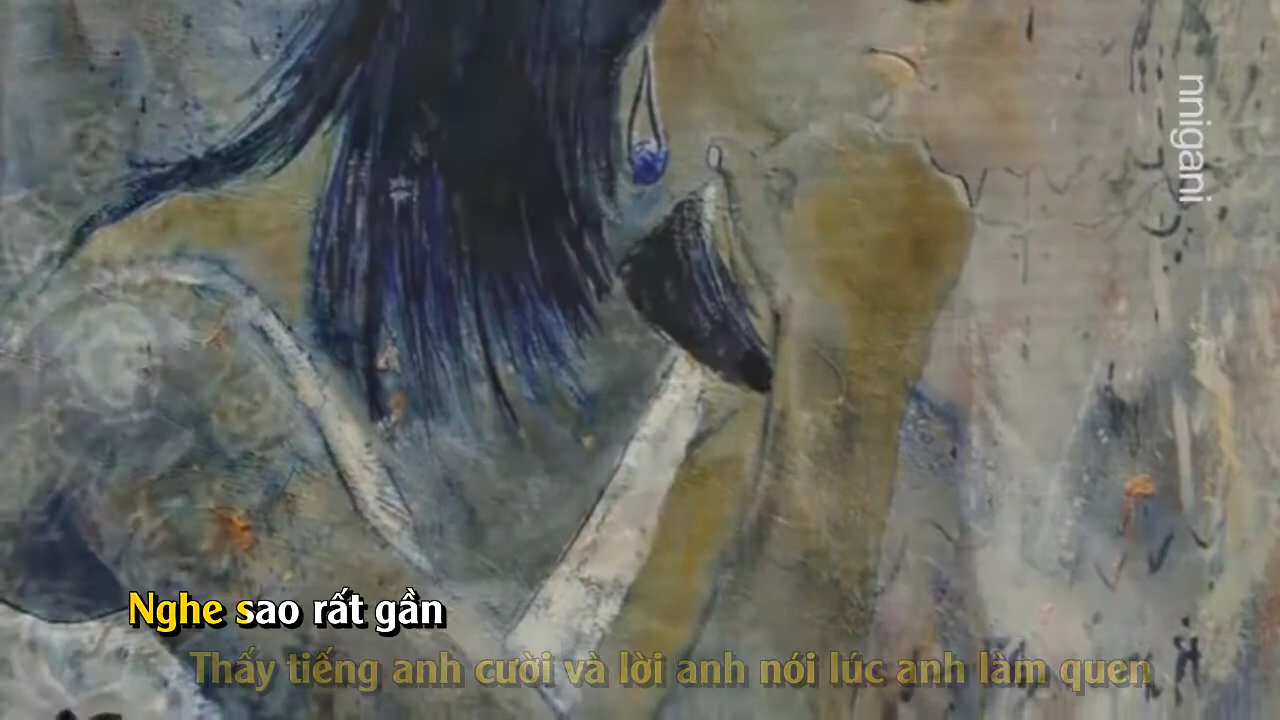 nnigani
Nghe sao rất gần
Thấy tiếng anh cười và lời anh nói lúc anh làm quen